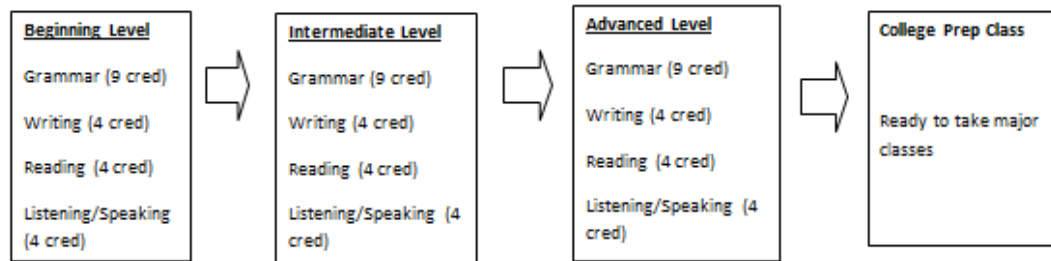 Beginning Level
Grammar (9 cred)
Writing (4 cred)
Reading (4 cred)
Listening/Speaking
(4 cred)
Intermediate Level
Grammar (9 cred)
Writing (4 cred)
Reading (4 cred)
Listening/Speaking (4
cred)
Advanced Level
Grammar (9 cred)
Writing (4 cred)
Reading (4 cred)
Listening/Speaking (4
cred)
College Prep Class
Ready to take major
classes